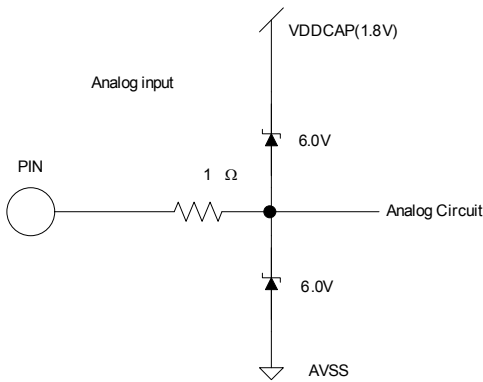 VDDCAP(1.8V)
Analog input
6.0V
PIN
1 Ω
Analog Circuit
6.0V
AVSS